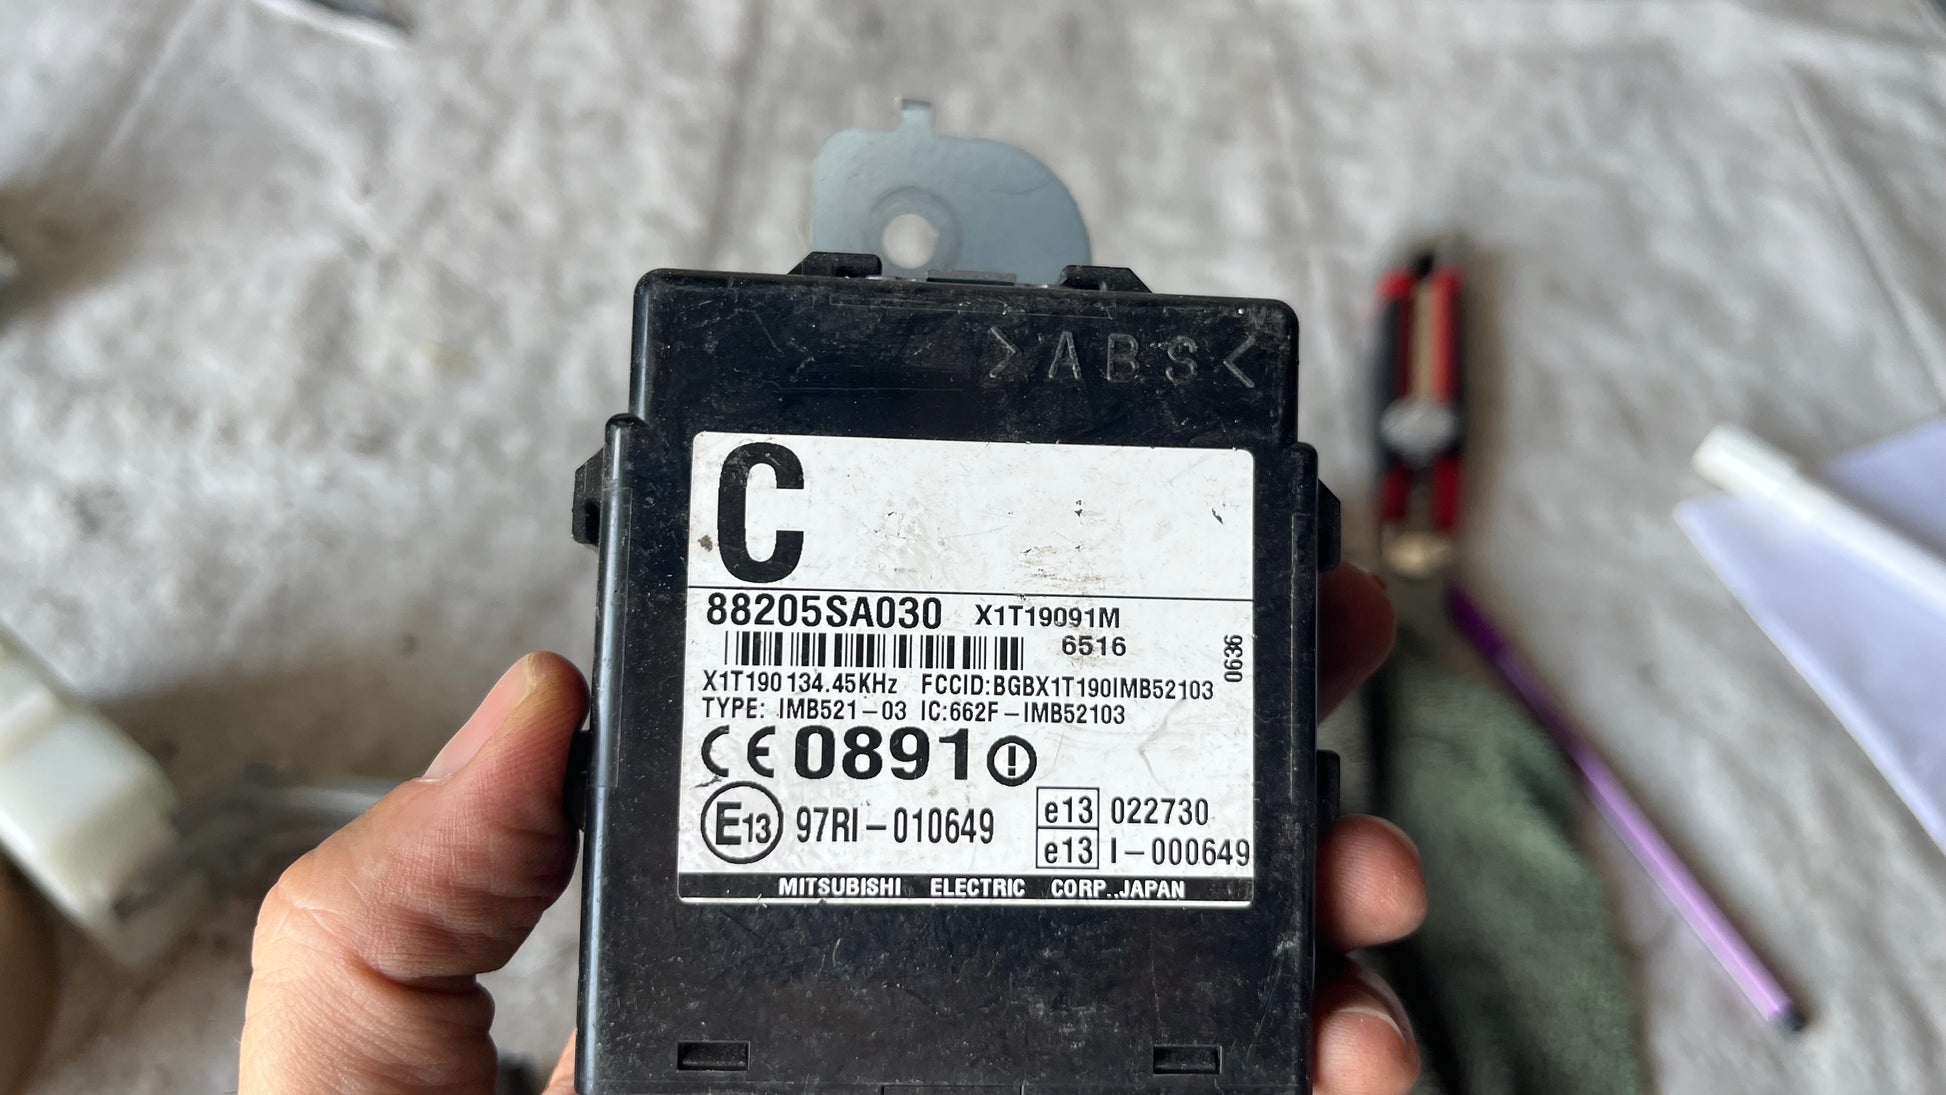 >ABS<
C
88205SA030 X1T19091M
6516
0636
X1T190 134.45KHz FCCID:BGBX1T190IMB52103
TYPE: IMB521-03 IC:662F-IMB52103
CE 0891
E13 97RI-010649
e13 022730
e13 I-000649
MITSUBISHI ELECTRIC CORP..JAPAN